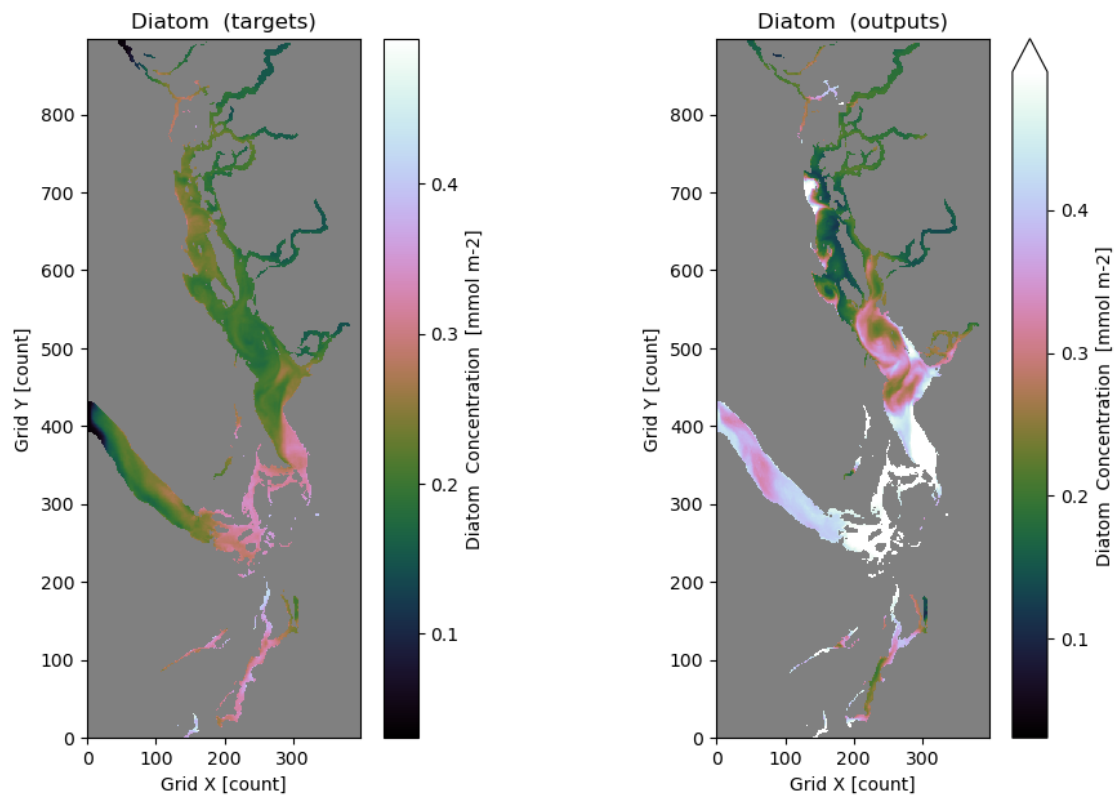 Diatom  (targets)
800
700
600
500
400
300
200
100
0
Grid Y [count]
0 100 200 300
Grid X [count]
0.4
0.3
0.2
0.1
Diatom  Concentration  [mmol m-2]
Diatom  (outputs)
800
700
600
500
400
300
200
100
0
Grid Y [count]
0 100 200 300
Grid X [count]
0.4
0.3
0.2
0.1
Diatom  Concentration  [mmol m-2]